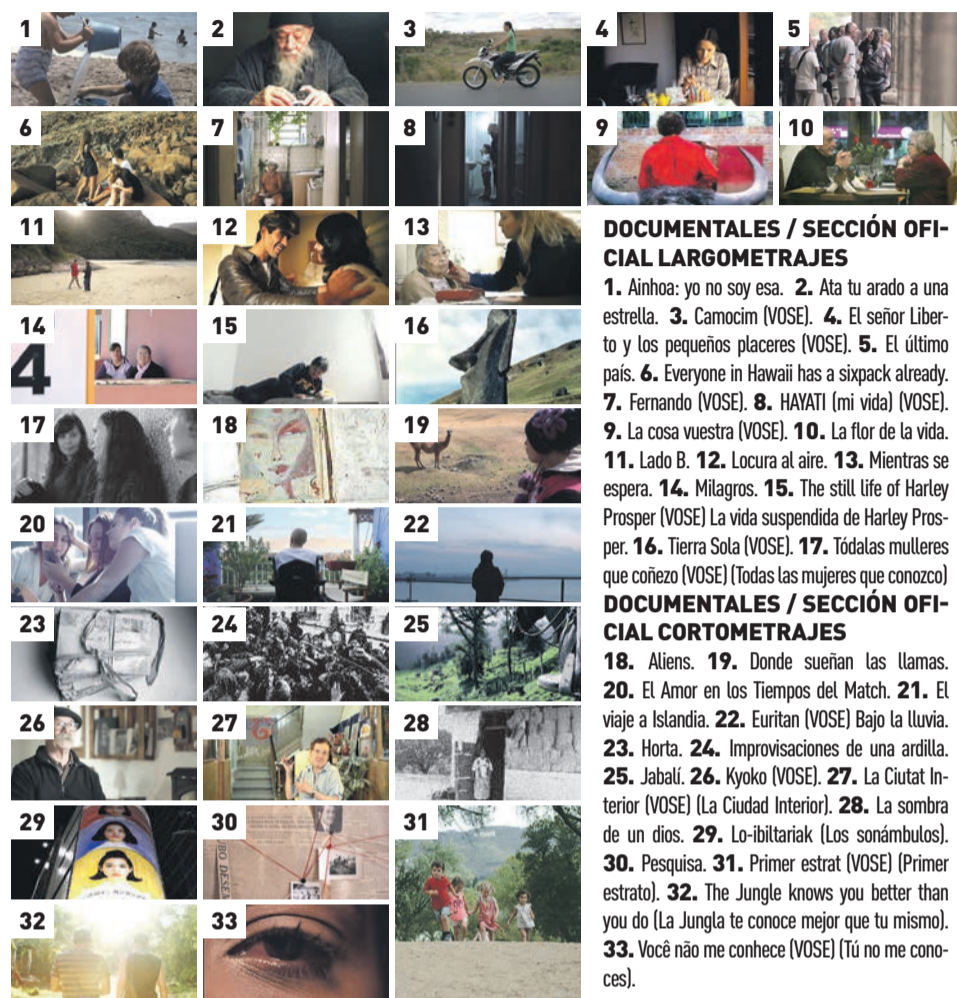 1
2
3
4
5
6
7
8
9
10
11
12
13
14
4
15
16
17
18
19
20
21
22
23
24
25
26
27
28
29
30
31
32
33
DOCUMENTALES / SECCIÓN OFI-
CIAL LARGOMETRAJES
1. Ainhoa: yo no soy esa. 2. Ata tu arado a una
estrella. 3. Camocim (VOSE). 4. El señor Liber-
to y los pequeños placeres (VOSE). 5. El último
país. 6. Everyone in Hawaii has a sixpack already.
7. Fernando (VOSE). 8. HAYATI (mi vida) (VOSE).
9. La cosa vuestra (VOSE). 10. La flor de la vida.
11. Lado B. 12. Locura al aire. 13. Mientras se
espera. 14. Milagros. 15. The still life of Harley
Prosper (VOSE) La vida suspendida de Harley Pros-
per. 16. Tierra Sola (VOSE). 17. Tódalas mulleres
que coñezo (VOSE) (Todas las mujeres que conozco)
DOCUMENTALES / SECCIÓN OFI-
CIAL CORTOMETRAJES
18. Aliens. 19. Donde sueñan las llamas.
20. El Amor en los Tiempos del Match. 21. El
viaje a Islandia. 22. Euritan (VOSE) Bajo la lluvia.
23. Horta. 24. Improvisaciones de una ardilla.
25. Jabalí. 26. Kyoko (VOSE). 27. La Ciutat In-
terior (VOSE) (La Ciudad Interior). 28. La sombra
de un dios. 29. Lo-ibiltariak (Los sonámbulos).
30. Pesquisa. 31. Primer estrat (VOSE) (Primer
estrato). 32. The Jungle knows you better than
you do (La Jungla te conoce mejor que tu mismo).
33. Você não me conhece (VOSE) (Tú no me cono-
ces).